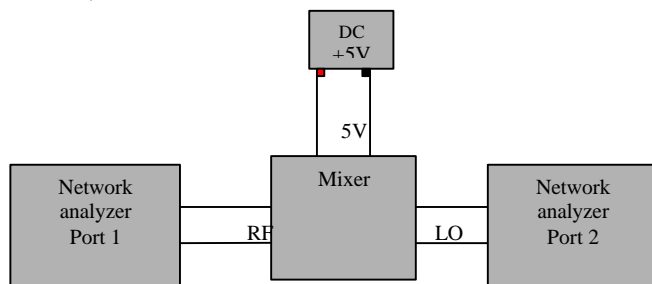 DC
+5V
5V
Mixer
Network
analyzer
Port 1
RF
LO
Network
analyzer
Port 2